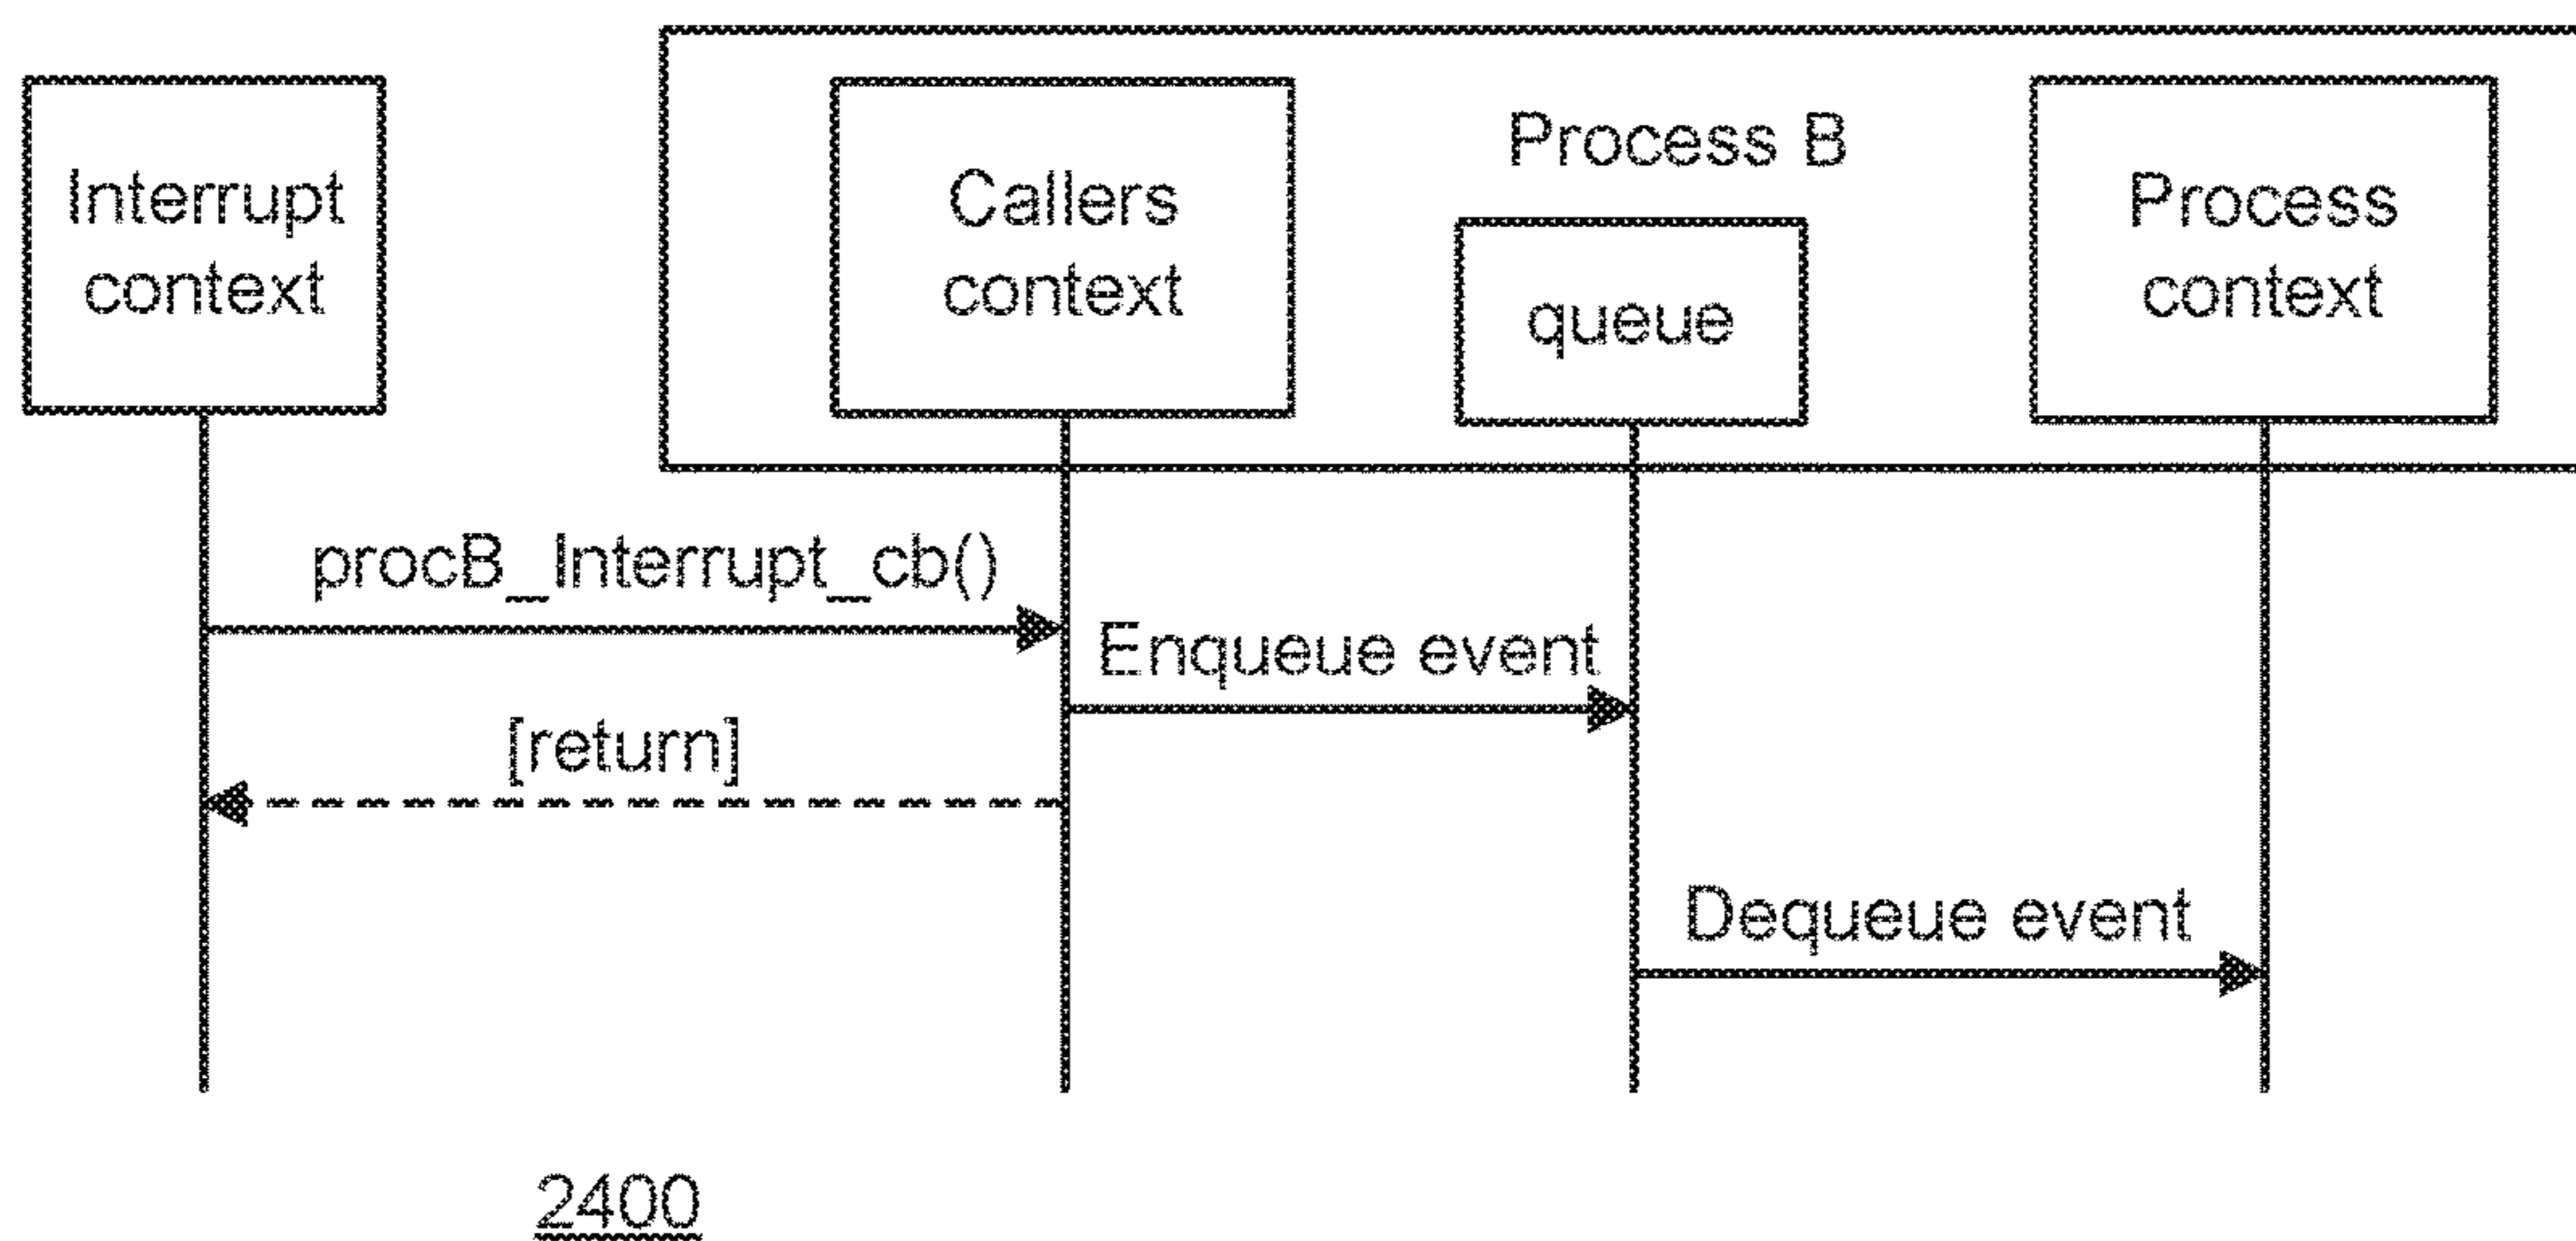 Interrupt
context
Callers
context
Process B
queue
Process
context
procB_Interrupt_cb()
Enqueue event
[return]
Dequeue event
2400